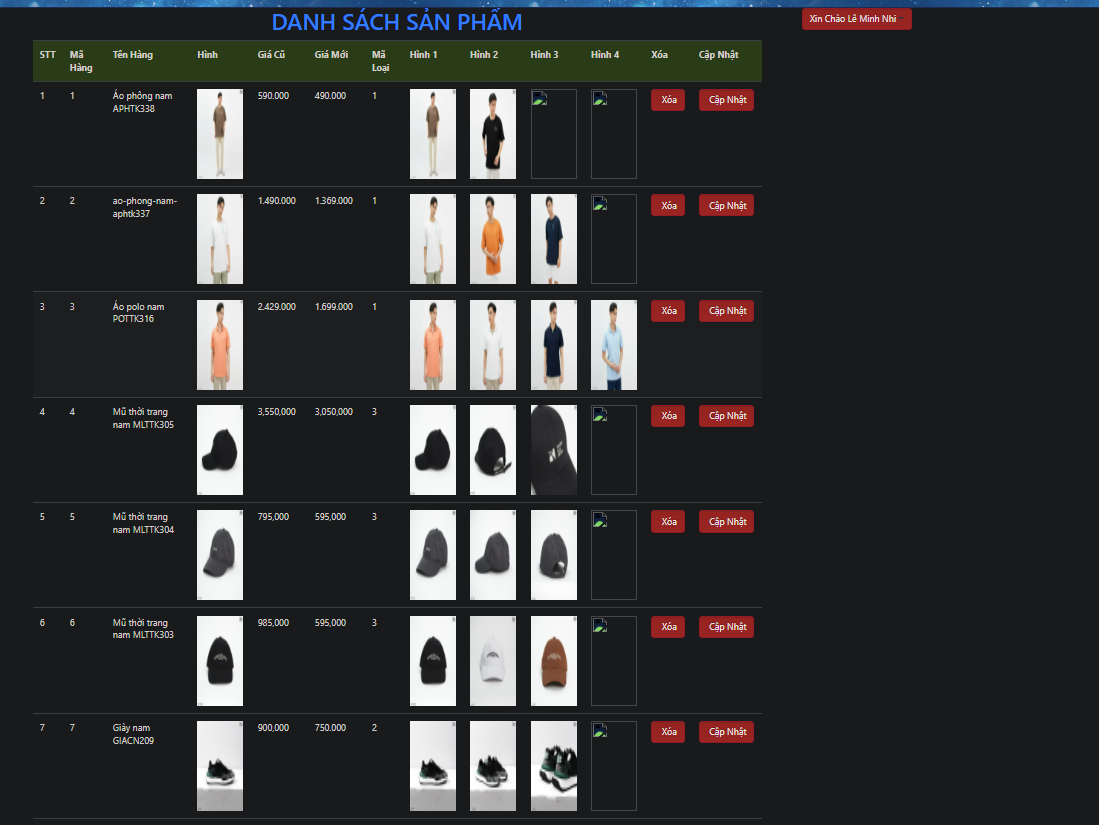 DANH SÁCH SẢN PHẨM
Xin Chào Lê Minh Nhi
STT Mã Hàng Tên Hàng Hình Giá Cũ Giá Mới Mã Loại Hình 1 Hình 2 Hình 3 Hình 4 Xóa Cập Nhật
1 1 Áo phông nam APHTK338 590.000 490.000 1 Xóa Cập Nhật
2 2 ao-phong-nam-aphtk337 1.490.000 1.369.000 1 Xóa Cập Nhật
3 3 Áo polo nam POTTK316 2.429.000 1.699.000 1 Xóa Cập Nhật
4 4 Mũ thời trang nam MLTTK305 3,550,000 3,050,000 3 Xóa Cập Nhật
5 5 Mũ thời trang nam MLTTK304 795,000 595,000 3 Xóa Cập Nhật
6 6 Mũ thời trang nam MLTTK303 985,000 595,000 3 Xóa Cập Nhật
7 7 Giày nam GIACN209 900,000 750.000 2 Xóa Cập Nhật